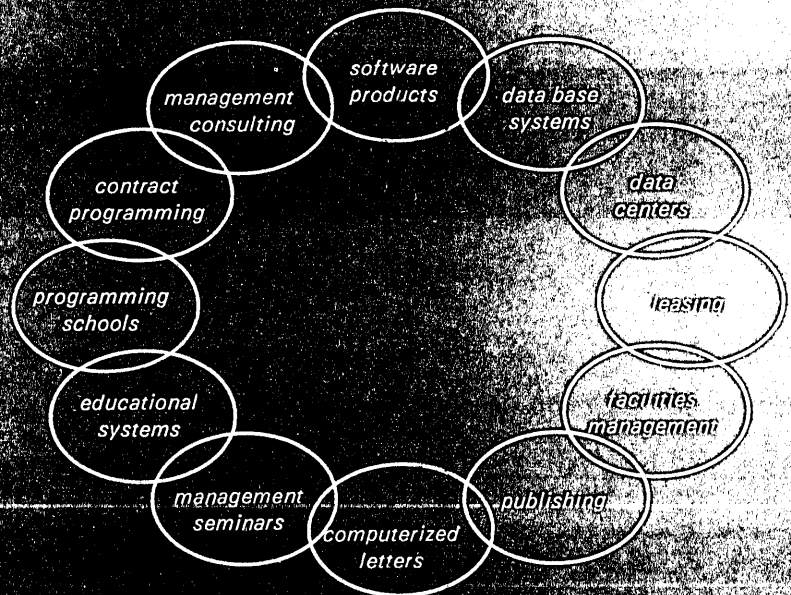 software
products
data base
systems
data
centers
leasing
facilities
management
publishing
computerized
letters
management
seminars
educational
systems
programming
schools
contract
programming
management
consulting